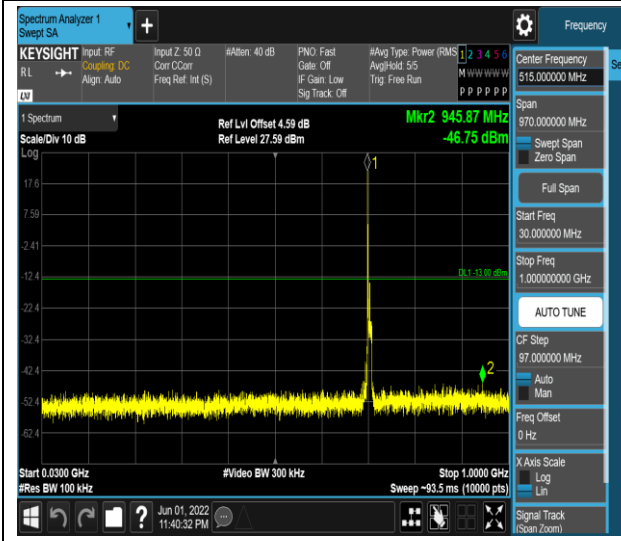 Spectrum Analyzer 1
Swept SA
+
Frequency
KEYSIGHT
RL
LXI
Input: RF
Coupling: DC
Align: Auto
Input Z: 50 Ω
Corr CCorr
Freq Ref: Int (S)
#Atten: 40 dB
PNO: Fast
Gate: Off
IF Gain: Low
Sig Track: Off
#Avg Type: Power (RMS
Avg|Hold: 5/5
Trig: Free Run
1 2 3 4 5 6
M W W W W W
P P P P P P
1 Spectrum
Scale/Div 10 dB
Log
Ref Lvl Offset 4.59 dB
Ref Level 27.59 dBm
Mkr2 945.87 MHz
-46.75 dBm
1
17.6
7.59
-2.41
-12.4
DL1 -13.00 dBm
-22.4
-32.4
-42.4
2
-52.4
-62.4
Start 0.0300 GHz
#Video BW 300 kHz
Stop 1.0000 GHz
#Res BW 100 kHz
Sweep ~93.5 ms (10000 pts)
?
Jun 01, 2022
11:40:32 PM
Center Frequency
515.000000 MHz
Se
Span
970.000000 MHz
Swept Span
Zero Span
Full Span
Start Freq
30.000000 MHz
Stop Freq
1.000000000 GHz
AUTO TUNE
CF Step
97.000000 MHz
Auto
Man
Freq Offset
0 Hz
X Axis Scale
Log
Lin
Signal Track
(Span Zoom)